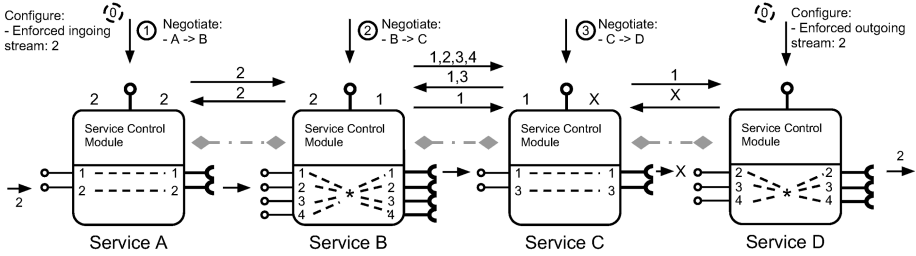 Configure:
- Enforced ingoing
stream: 2
0
1
Negotiate:
- A -> B
2
Negotiate:
- B -> C
3
Negotiate:
- C -> D
0
Configure:
- Enforced outgoing
stream: 2
2
2
1,2,3,4
1,3
1
1
X
2 2
2 1
1 X
Service Control
Module
Service Control
Module
Service Control
Module
Service Control
Module
2
1 1
2 2
1 1
2 2
3 3
4 4
*
1 1
3 3
X
2 2
3 3
4 4
*
2
Service A
Service B
Service C
Service D